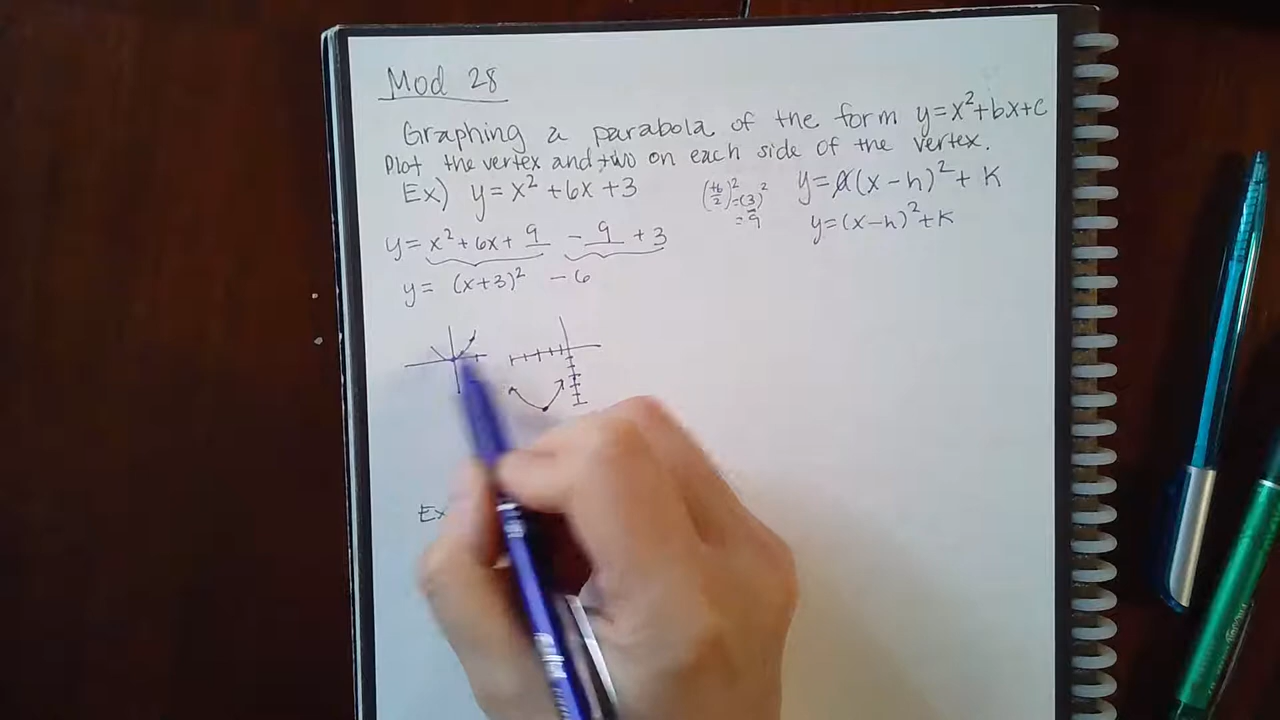 Mod 28
Graphing a parabola of the form y=x²+bx+c
Plot the vertex and two on each side of the vertex.
Ex) y=x²+6x+3
(+6/2)²=(3)²
=9
y=a(x-h)²+k
y=(x-h)²+k
y=x²+6x+9 -9+3
y= (x+3)² -6
Ex